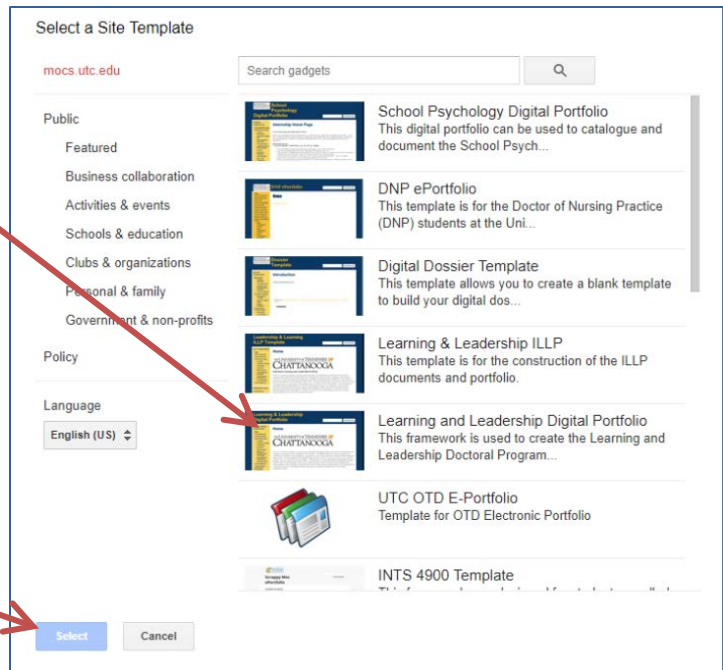 Select a Site Template
mocs.utc.edu
Search gadgets
Public
Featured
Business collaboration
Activities & events
Schools & education
Clubs & organizations
Personal & family
Government & non-profits
Policy
Language
English (US)
School Psychology Digital Portfolio
This digital portfolio can be used to catalogue and
document the School Psych...
DNP ePortfolio
This template is for the Doctor of Nursing Practice
(DNP) students at the Uni...
Digital Dossier Template
This template allows you to create a blank template
to build your digital dos...
Learning & Leadership ILLP
This template is for the construction of the ILLP
documents and portfolio.
CHATTANOOGA
Learning and Leadership Digital Portfolio
This framework is used to create the Learning and
Leadership Doctoral Program...
CHATTANOOGA
UTC OTD E-Portfolio
Template for OTD Electronic Portfolio
INTS 4900 Template
Select
Cancel